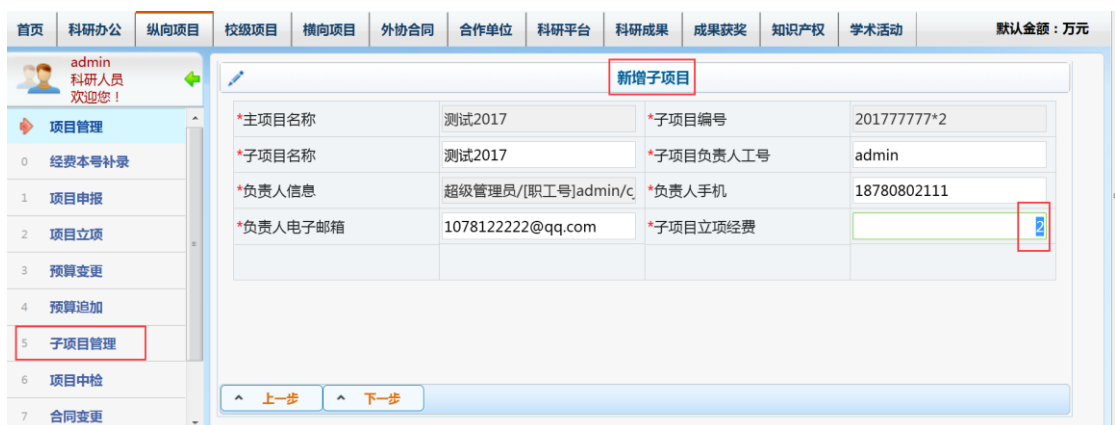 首页 科研办公 纵向项目 校级项目 横向项目 外协合同 合作单位 科研平台 科研成果 成果获奖 知识产权 学术活动 默认金额：万元
admin
科研人员
欢迎您！
项目管理
0 经费本号补录
1 项目申报
2 项目立项
3 预算变更
4 预算追加
5 子项目管理
6 项目中检
7 合同变更
新增子项目
*主项目名称 测试2017 *子项目编号 201777777*2
*子项目名称 测试2017 *子项目负责人工号 admin
*负责人信息 超级管理员/[职工号]admin/c *负责人手机 18780802111
*负责人电子邮箱 1078122222@qq.com *子项目立项经费 2
上一步 下一步